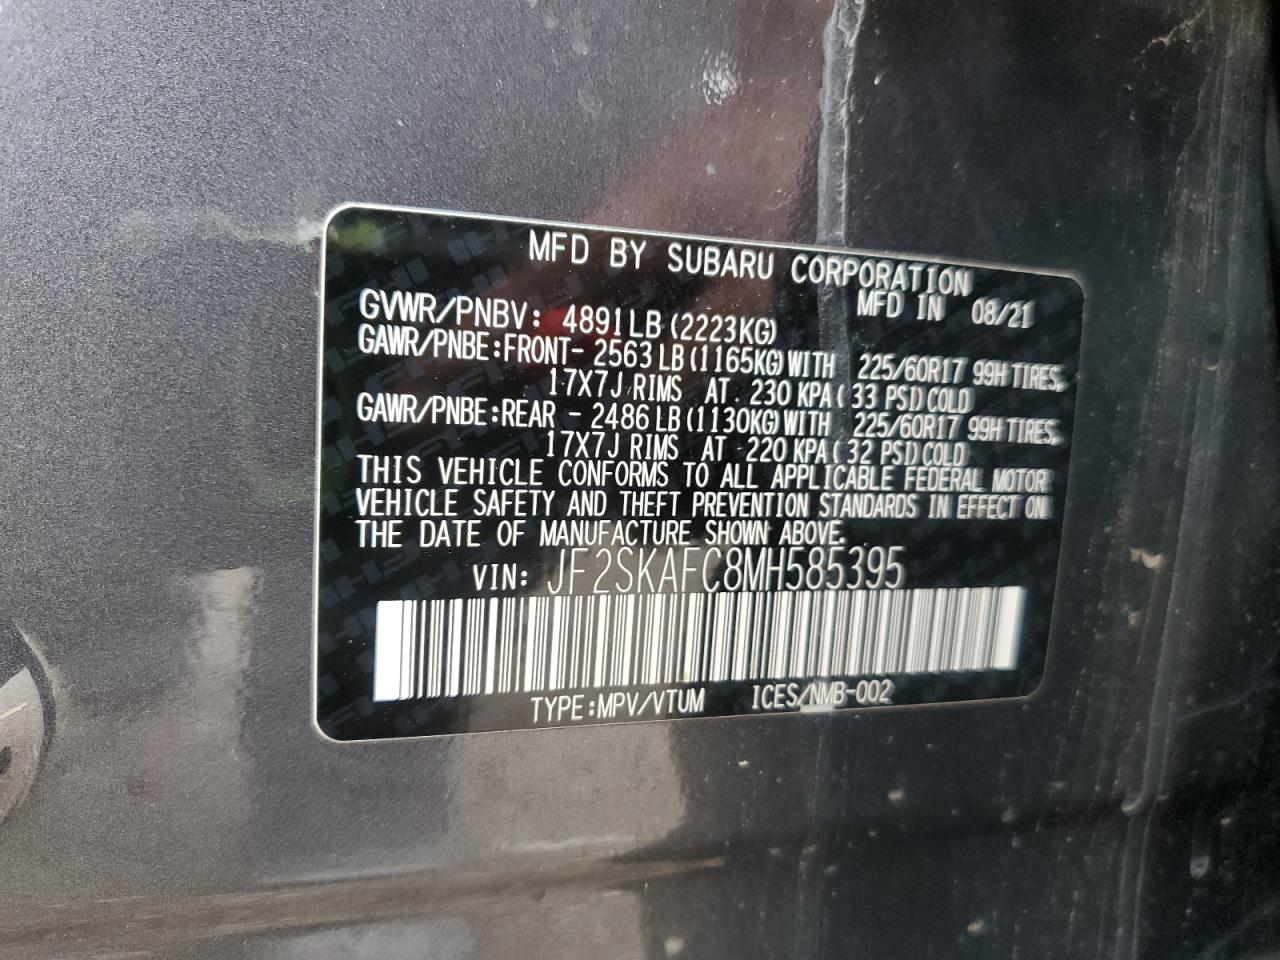 MFD BY SUBARU CORPORATION
MFD IN 08/21
GVWR/PNBV: 4891LB (2223KG)
GAWR/PNBE:FRONT- 2563 LB (1165KG) WITH 225/60R17 99H TIRES,
17X7J RIMS AT 230 KPA( 33 PSI) COLD
GAWR/PNBE:REAR - 2486 LB (1130KG) WITH 225/60R17 99H TIRES,
17X7J RIMS AT 220 KPA( 32 PSI) COLD
THIS VEHICLE CONFORMS TO ALL APPLICABLE FEDERAL MOTOR
VEHICLE SAFETY AND THEFT PREVENTION STANDARDS IN EFFECT ON
THE DATE OF MANUFACTURE SHOWN ABOVE.
VIN: JF2SKAFC8MH585395
TYPE:MPV/VTUM ICES/NMB-002